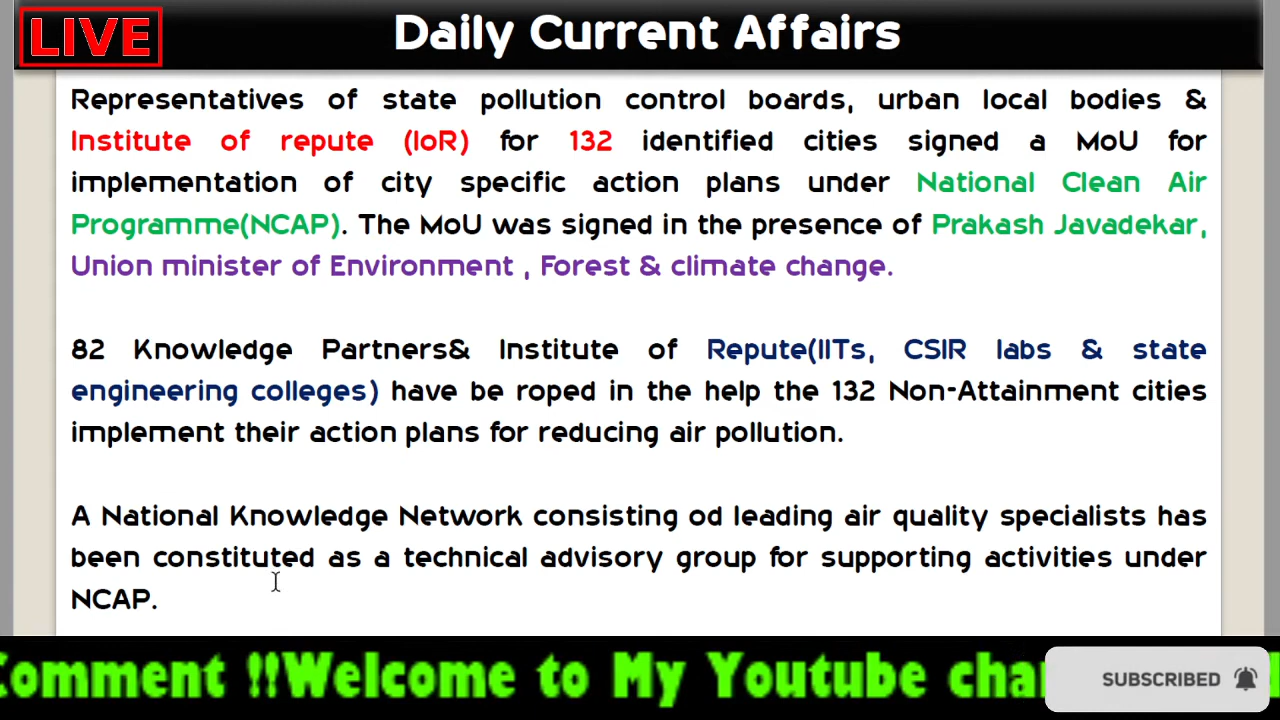 LIVE
Daily Current Affairs
Representatives of state pollution control boards, urban local bodies &
Institute of repute (IoR) for 132 identified cities signed a MoU for
implementation of city specific action plans under National Clean Air
Programme(NCAP). The MoU was signed in the presence of Prakash Javadekar,
Union minister of Environment , Forest & climate change.
82 Knowledge Partners& Institute of Repute(IITs, CSIR labs & state
engineering colleges) have be roped in the help the 132 Non-Attainment cities
implement their action plans for reducing air pollution.
A National Knowledge Network consisting od leading air quality specialists has
been constituted as a technical advisory group for supporting activities under
NCAP.
Comment !!Welcome to My Youtube chan
SUBSCRIBED